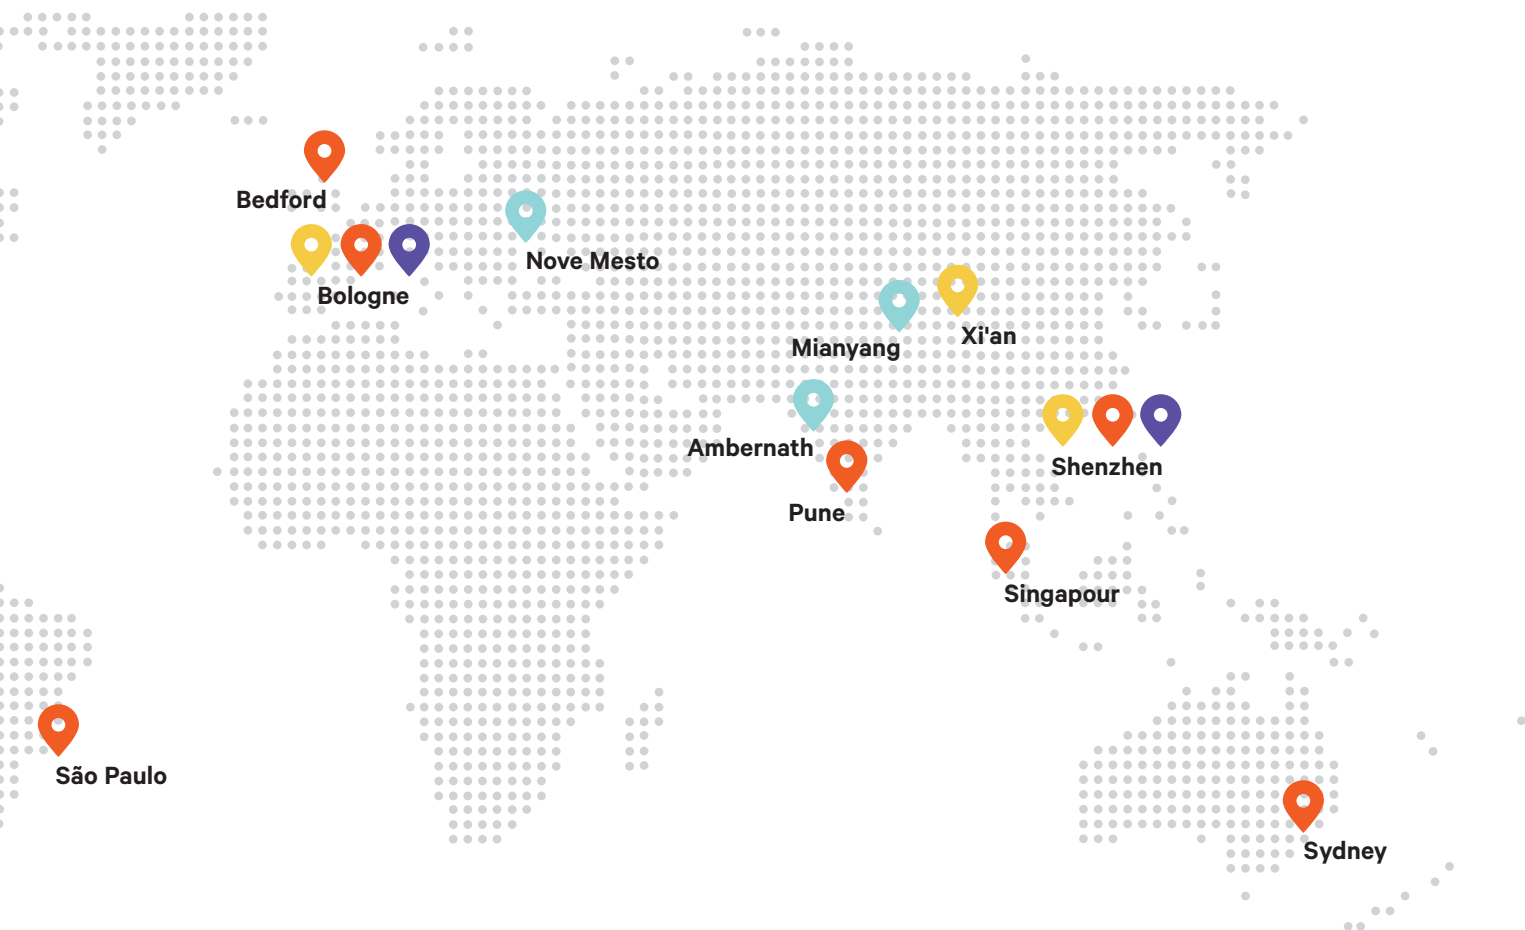 Bedford
Nove Mesto
Bologne
Xi'an
Mianyang
Ambernath
Shenzhen
Pune
Singapour
São Paulo
Sydney